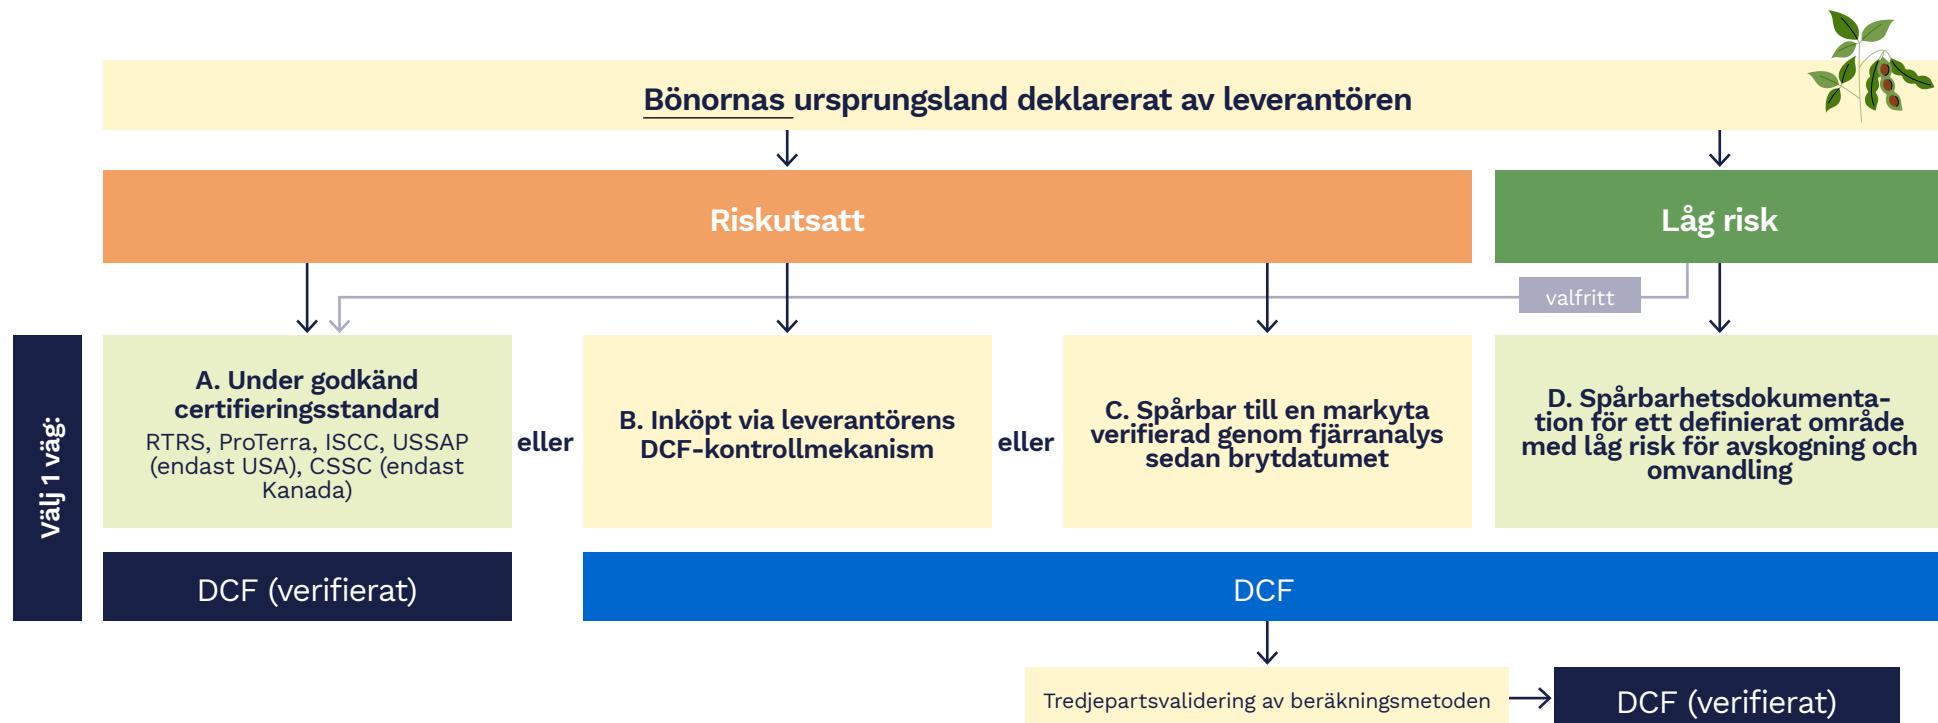 Bönornas ursprungsland deklarerat av leverantören
Riskutsatt
Låg risk
valfritt
Välj 1 väg:
A. Under godkänd
certifieringsstandard
RTRS, ProTerra, ISCC, USSAP
(endast USA), CSSC (endast
Kanada)
eller
B. Inköpt via leverantörens
DCF-kontrollmekanism
eller
C. Spårbar till en markyta
verifierad genom fjärranalys
sedan brytdatumet
D. Spårbarhetsdokumenta-
tion för ett definierat område
med låg risk för avskogning och
omvandling
DCF (verifierat)
DCF
Tredjepartsvalidering av beräkningsmetoden
DCF (verifierat)